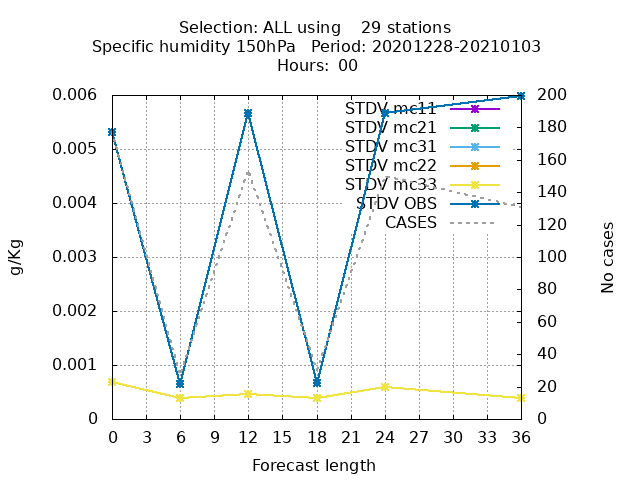 Selection: ALL using    29 stations
Specific humidity 150hPa   Period: 20201228-20210103
Hours:  00
0.006
0.005
0.004
0.003
0.002
0.001
0
g/Kg
STDV mc11
STDV mc21
STDV mc31
STDV mc22
STDV mc33
STDV OBS
CASES
200
180
160
140
120
100
80
60
40
20
0
No cases
0 3 6 9 12 15 18 21 24 27 30 33 36
Forecast length